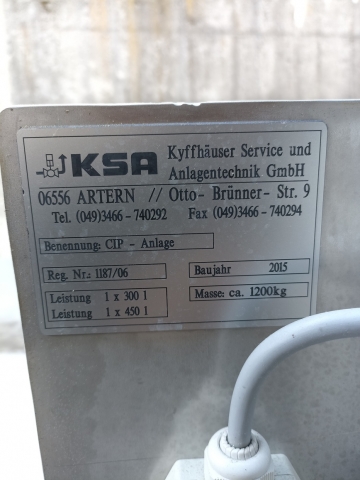 KSA
Kyffhäuser Service und
Anlagentechnik GmbH
06556 ARTERN // Otto- Brünner- Str. 9
Tel. (049)3466 - 740292 Fax (049)3466 - 740294
Benennung: CIP - Anlage
Reg. Nr.: 1187/06
Baujahr 2015
Leistung 1 x 300 l
Leistung 1 x 450 l
Masse: ca. 1200kg